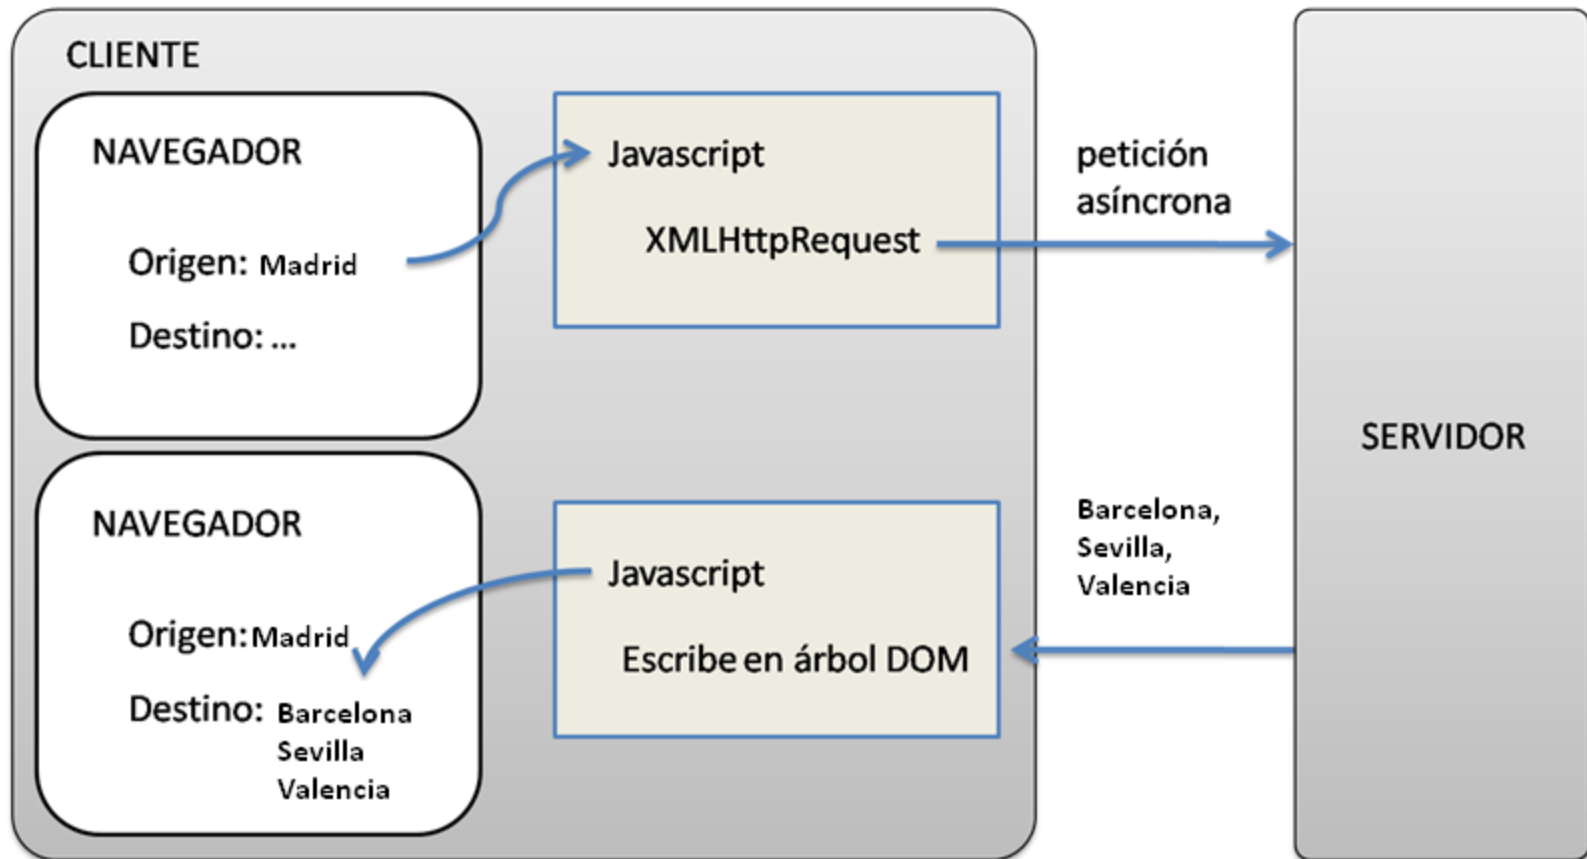 CLIENTE
NAVEGADOR
Origen: Madrid
Destino: ...
Javascript
XMLHttpRequest
petición
asíncrona
SERVIDOR
NAVEGADOR
Origen: Madrid
Destino: Barcelona
Sevilla
Valencia
Javascript
Escribe en árbol DOM
Barcelona,
Sevilla,
Valencia